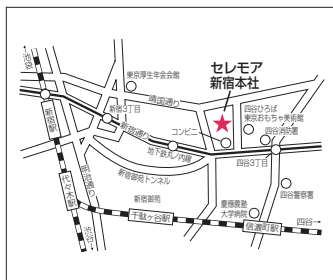 ←池袋
東京厚生年金会館
セレモア
新宿本社
靖国通り
新宿3丁目
四谷ひろば
東京おもちゃ美術館
新宿駅
新宿通り
コンビニ
四谷消防署
地下鉄丸ノ内線
四谷3丁目
明治通り
新宿御苑トンネル
代々木駅
新宿御苑
慶應義塾
大学病院
四谷警察署
千駄ヶ谷駅
信濃町駅
四谷→
渋谷→